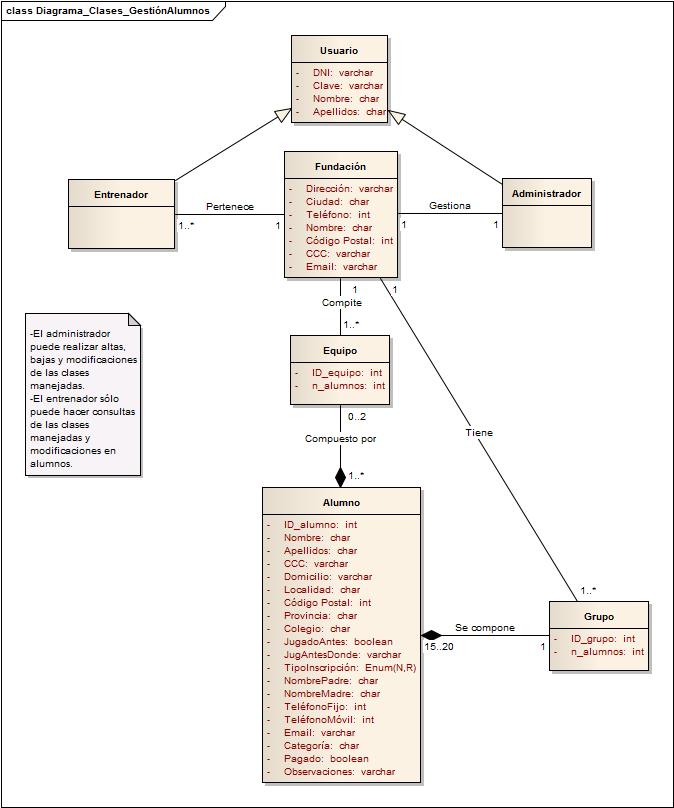 class Diagrama_Clases_GestiónAlumnos
Usuario
- DNI: varchar
- Clave: varchar
- Nombre: char
- Apellidos: char
Entrenador
Pertenece
1..*
1
Fundación
- Dirección: varchar
- Ciudad: char
- Teléfono: int
- Nombre: char
- Código Postal: int
- CCC: varchar
- Email: varchar
Gestiona
1
1
Administrador
1
1
Compite
1..*
-El administrador
puede realizar altas,
bajas y modificaciones
de las clases
manejadas.
-El entrenador sólo
puede hacer consultas
de las clases
manejadas y
modificaciones en
alumnos.
Equipo
- ID_equipo: int
- n_alumnos: int
0..2
Compuesto por
1..*
Tiene
1..*
Alumno
- ID_alumno: int
- Nombre: char
- Apellidos: char
- CCC: varchar
- Domicilio: varchar
- Localidad: char
- Código Postal: int
- Provincia: char
- Colegio: char
- JugadoAntes: boolean
- JugAntesDonde: varchar
- TipoInscripción: Enum(N,R)
- NombrePadre: char
- NombreMadre: char
- TeléfonoFijo: int
- TeléfonoMóvil: int
- Email: varchar
- Categoría: char
- Pagado: boolean
- Observaciones: varchar
Se compone
15..20
1
Grupo
- ID_grupo: int
- n_alumnos: int